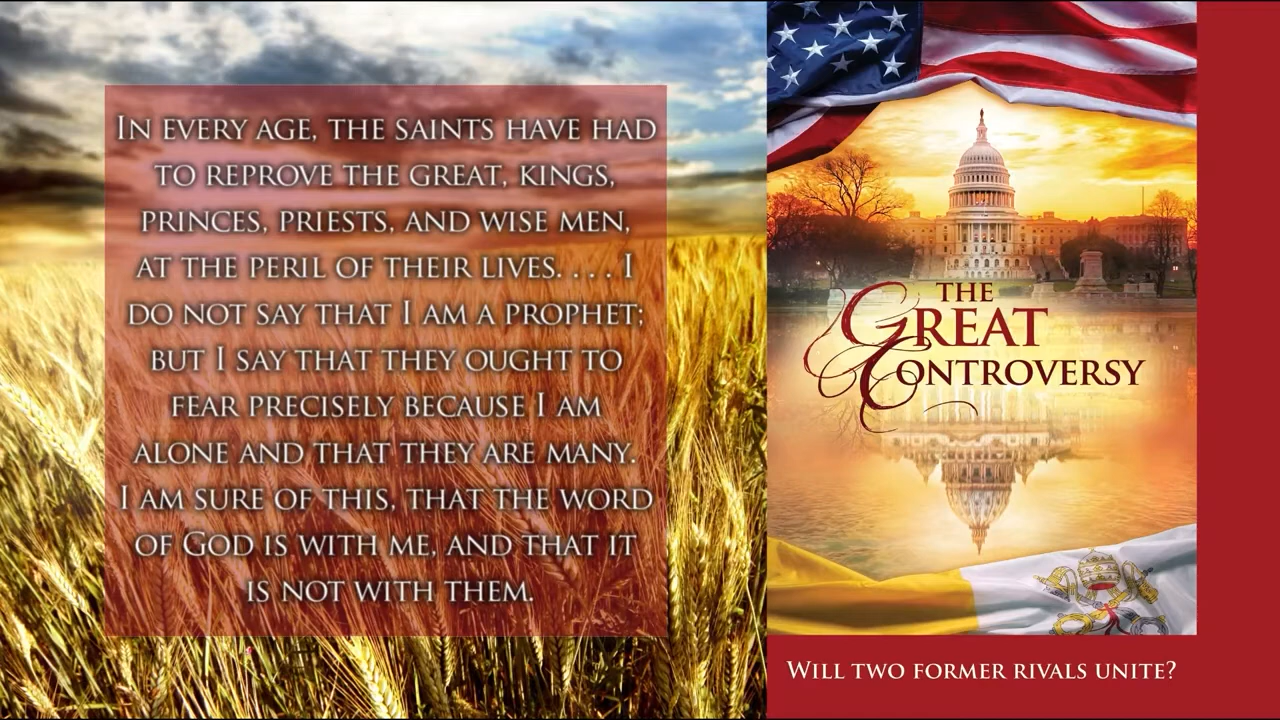 In every age, the saints have had
to reprove the great, kings,
princes, priests, and wise men,
at the peril of their lives. . . . I
do not say that I am a prophet;
but I say that they ought to
fear precisely because I am
alone and that they are many.
I am sure of this, that the word
of God is with me, and that it
is not with them.
The
Great
Controversy
Will two former rivals unite?